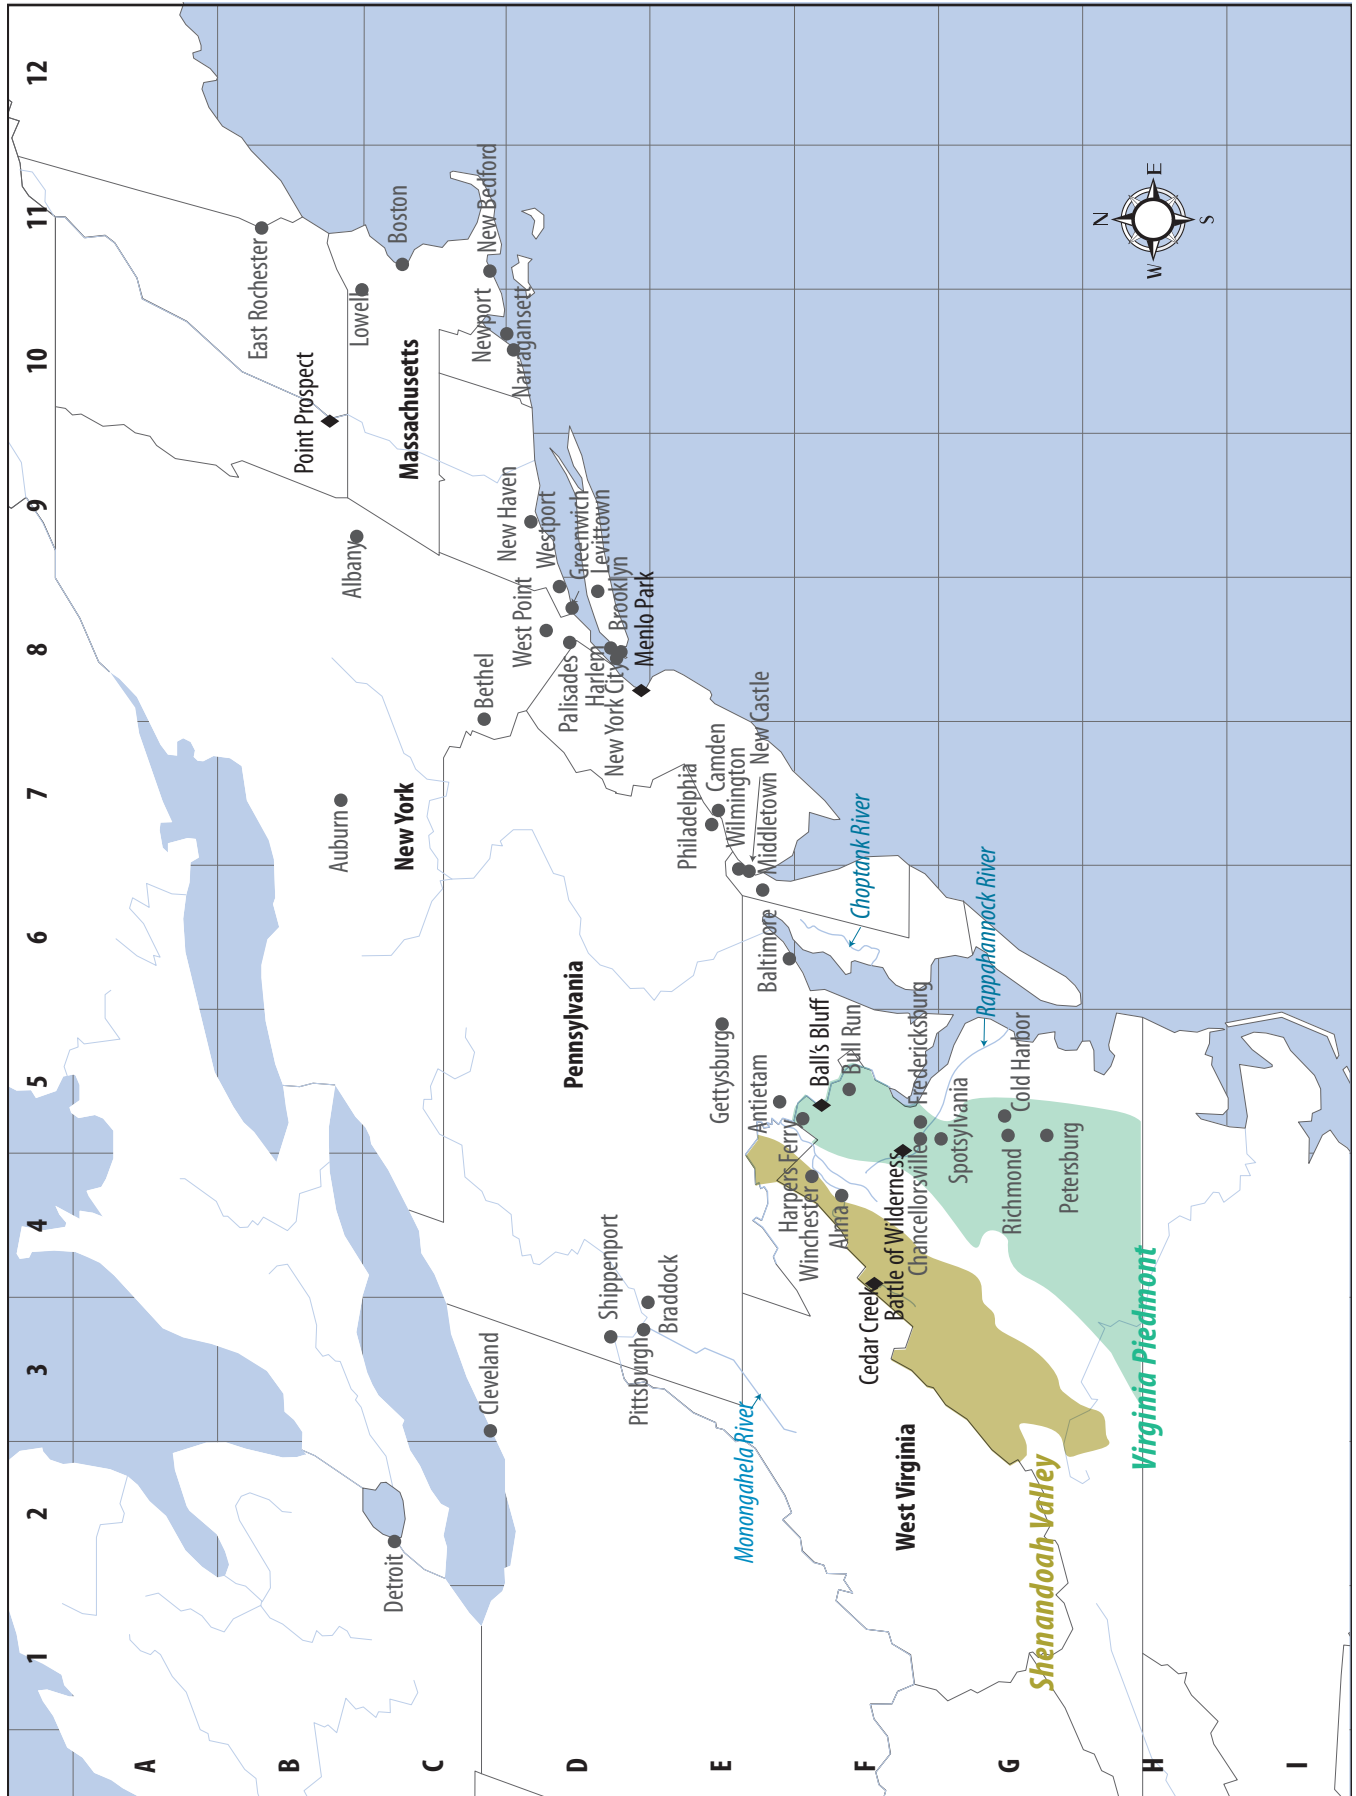 1
2
3
4
5
6
7
8
9
10
11
12
A
B
C
D
E
F
G
H
I
East Rochester
Point Prospect
Lowell
Boston
Massachusetts
New Bedford
Newport
Narragansett
Albany
New Haven
Westport
Greenwich
Levittown
West Point
Brooklyn
Menlo Park
Bethel
Palisades
Harlem
New York City
Auburn
New York
Philadelphia
Camden
Wilmington
New Castle
Middletown
Choptank River
Rappahannock River
Baltimore
Pennsylvania
Gettysburg
Antietam
Ball's Bluff
Bull Run
Fredericksburg
Harpers Ferry
Winchester
Alma
Battle of Wilderness
Chancellorsville
Spotsylvania
Cold Harbor
Richmond
Petersburg
Cedar Creek
Shippenport
Braddock
Pittsburgh
Cleveland
Detroit
Monongahela River
West Virginia
Shenandoah Valley
Virginia Piedmont
N
E
S
W